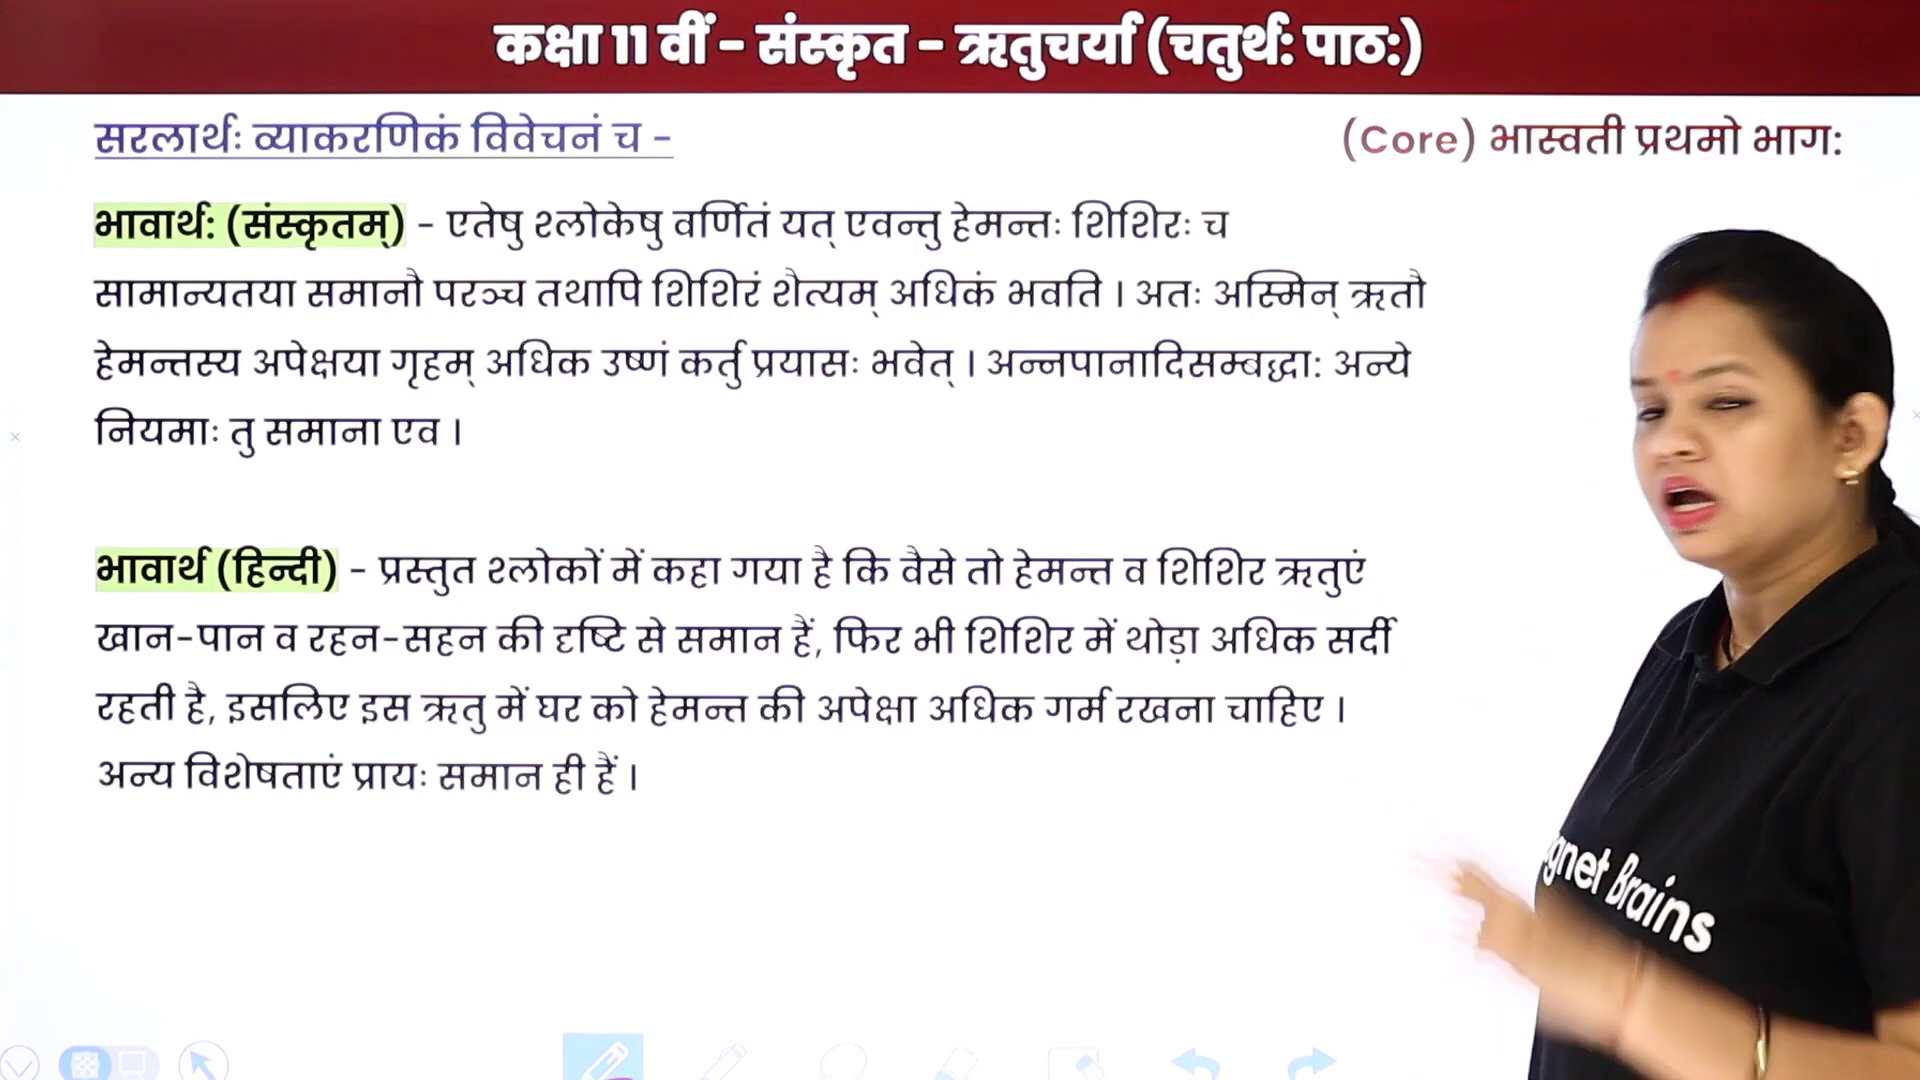 कक्षा 11 वीं - संस्कृत - ऋतुचर्या (चतुर्थ: पाठ:)
सरलार्थः व्याकरणिकं विवेचनं च -
(Core) भास्वती प्रथमो भाग:
भावार्थ: (संस्कृतम्) - एतेषु श्लोकेषु वर्णितं यत् एवन्तु हेमन्तः शिशिरः च
सामान्यतया समानौ परञ्च तथापि शिशिरं शैत्यम् अधिकं भवति । अतः अस्मिन् ऋतौ
हेमन्तस्य अपेक्षया गृहम् अधिक उष्णं कर्तु प्रयासः भवेत् । अन्नपानादिसम्बद्धा: अन्ये
नियमाः तु समाना एव ।
भावार्थ (हिन्दी) - प्रस्तुत श्लोकों में कहा गया है कि वैसे तो हेमन्त व शिशिर ऋतुएं
खान-पान व रहन-सहन की दृष्टि से समान हैं, फिर भी शिशिर में थोड़ा अधिक सर्दी
रहती है, इसलिए इस ऋतु में घर को हेमन्त की अपेक्षा अधिक गर्म रखना चाहिए ।
अन्य विशेषताएं प्रायः समान ही हैं ।
gnet Brains